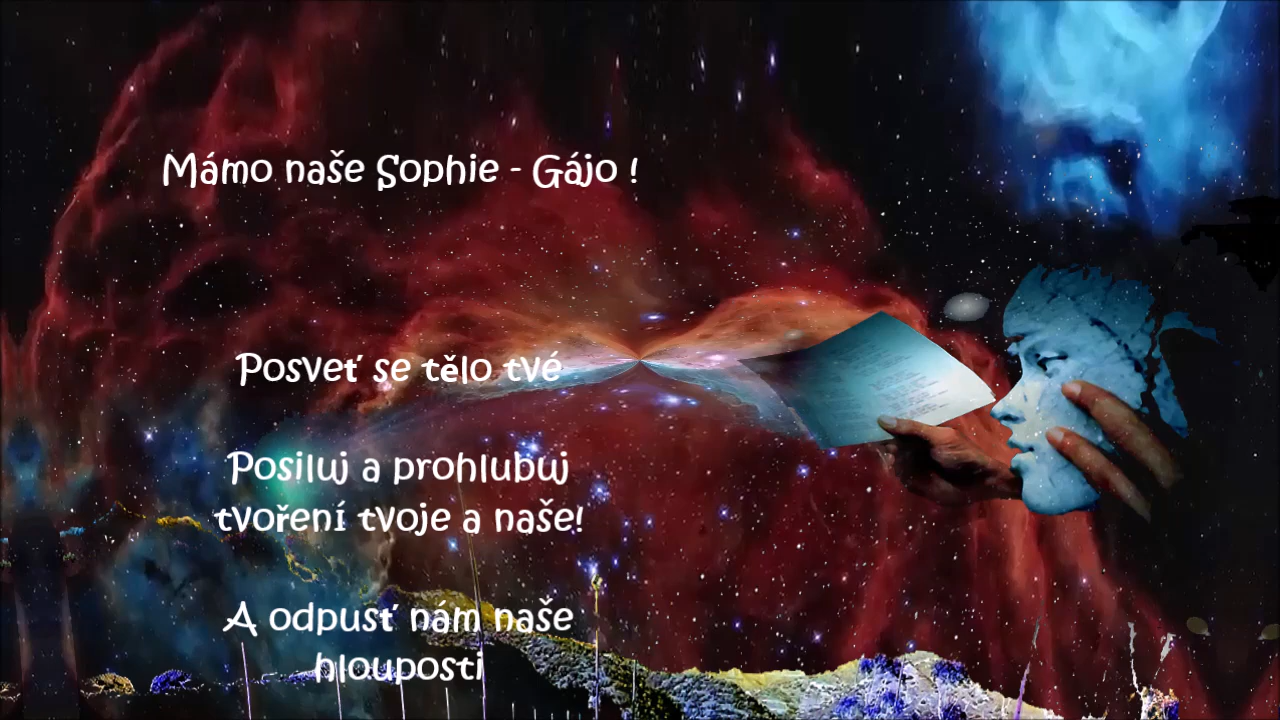 Mámo naše Sophie - Gájo !
Posveť se tělo tvé
Posiluj a prohlubuj
tvoření tvoje a naše!
A odpusť nám naše
hlouposti